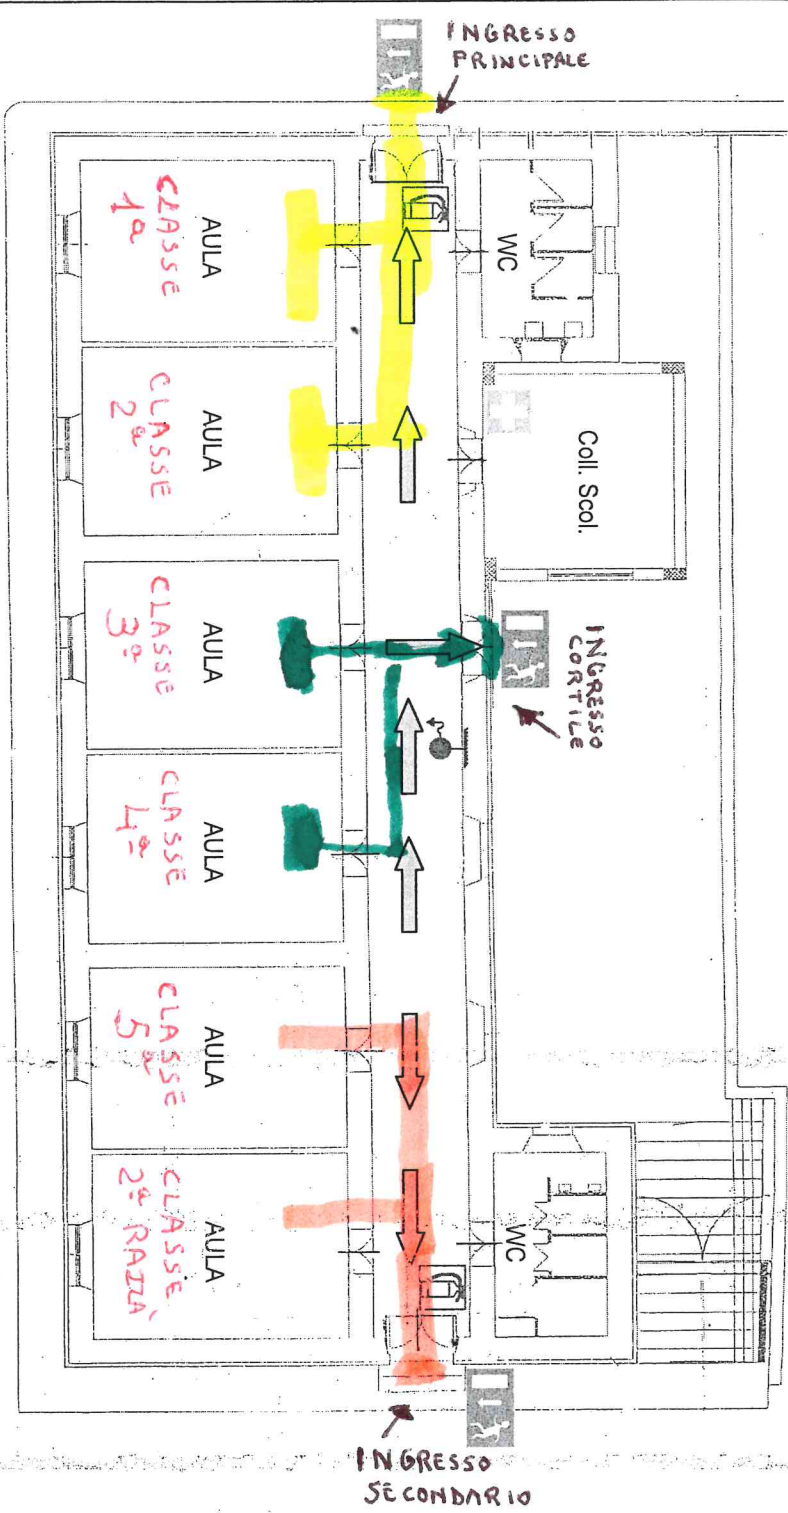 INGRESSO
PRINCIPALE
WC
AULA
CLASSE
1ª
AULA
CLASSE
2ª
Coll. Scol.
AULA
CLASSE
3ª
INGRESSO
CORTILE
AULA
CLASSE
4ª
AULA
CLASSE
5ª
AULA
CLASSE
2ª RAZZÀ
WC
INGRESSO
SECONDARIO